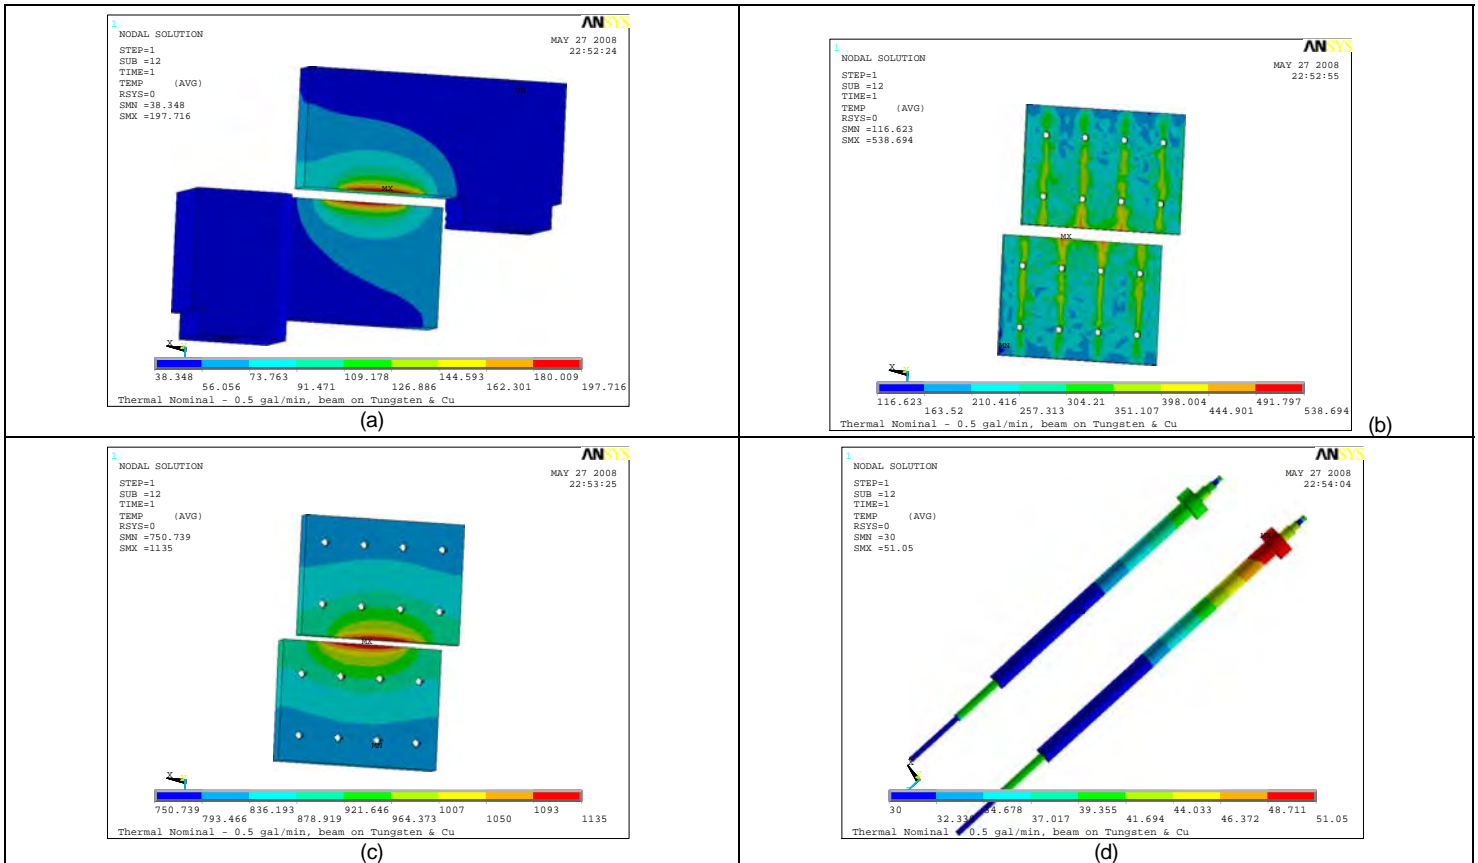 1
ANSYS
NODAL SOLUTION
MAY 27 2008
22:52:24
STEP=1
SUB =12
TIME=1
TEMP (AVG)
RSYS=0
SMN =38.348
SMX =197.716
MX
X
38.348 73.763 109.178 144.593 180.009
56.056 91.471 126.886 162.301 197.716
Thermal Nominal - 0.5 gal/min, beam on Tungsten & Cu
(a)
1
ANSYS
NODAL SOLUTION
MAY 27 2008
22:52:55
STEP=1
SUB =12
TIME=1
TEMP (AVG)
RSYS=0
SMN =116.623
SMX =538.694
MX
X
116.623 210.416 304.21 398.004 491.797
163.52 257.313 351.107 444.901 538.694
Thermal Nominal - 0.5 gal/min, beam on Tungsten & Cu
(b)
1
ANSYS
NODAL SOLUTION
MAY 27 2008
22:53:25
STEP=1
SUB =12
TIME=1
TEMP (AVG)
RSYS=0
SMN =750.739
SMX =1135
MX
MN
X
750.739 836.193 921.646 1007 1093
793.466 878.919 964.373 1050 1135
Thermal Nominal - 0.5 gal/min, beam on Tungsten & Cu
(c)
1
ANSYS
NODAL SOLUTION
MAY 27 2008
22:54:04
STEP=1
SUB =12
TIME=1
TEMP (AVG)
RSYS=0
SMN =30
SMX =51.05
X
30 34.678 39.355 44.033 48.711
37.017 41.694 46.372 51.05
Thermal Nominal - 0.5 gal/min, beam on Tungsten & Cu
(d)